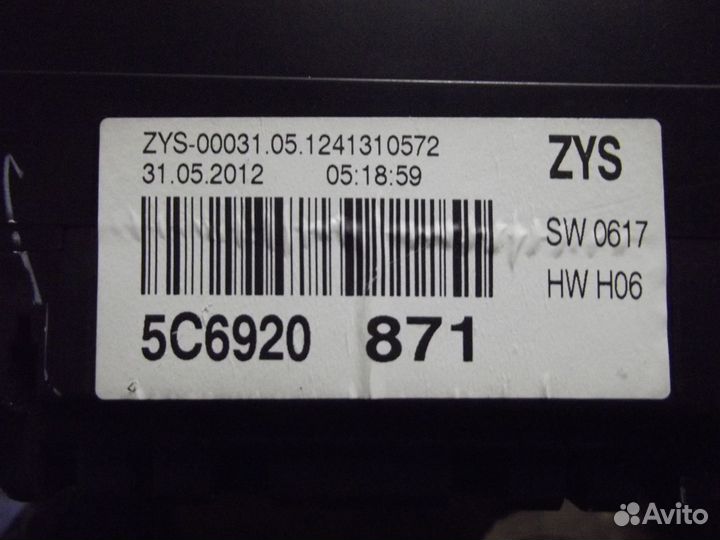 ZYS-00031.05.1241310572
31.05.2012 05:18:59
ZYS
SW 0617
HW H06
5C6920 871
Avito